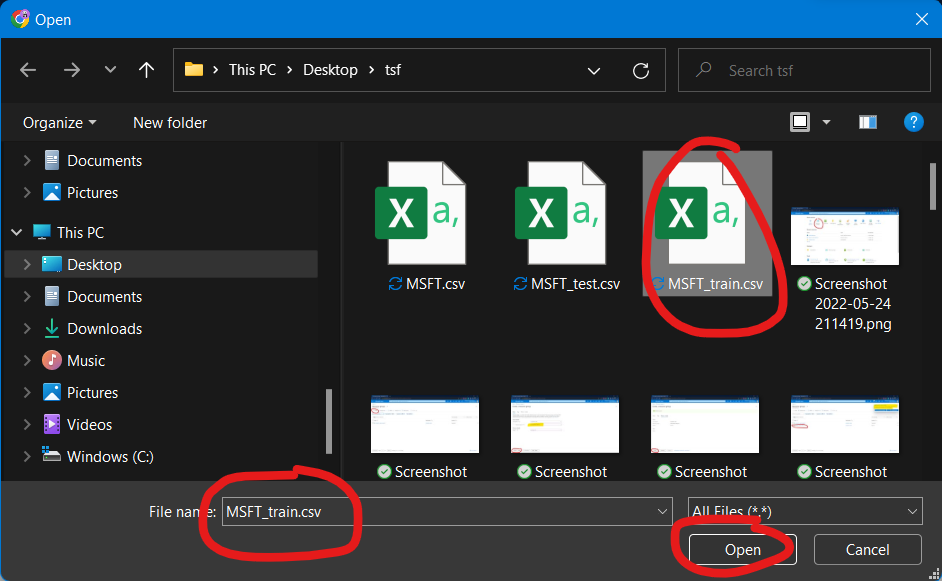 Open
This PC > Desktop > tsf
Search tsf
Organize
New folder
?
Documents
Pictures
This PC
Desktop
Documents
Downloads
Music
Pictures
Videos
Windows (C:)
X a,
MSFT.csv
X a,
MSFT_test.csv
X a,
MSFT_train.csv
Screenshot
2022-05-24
211419.png
Screenshot
Screenshot
Screenshot
Screenshot
File name: MSFT_train.csv
All Files (*.*)
Open
Cancel